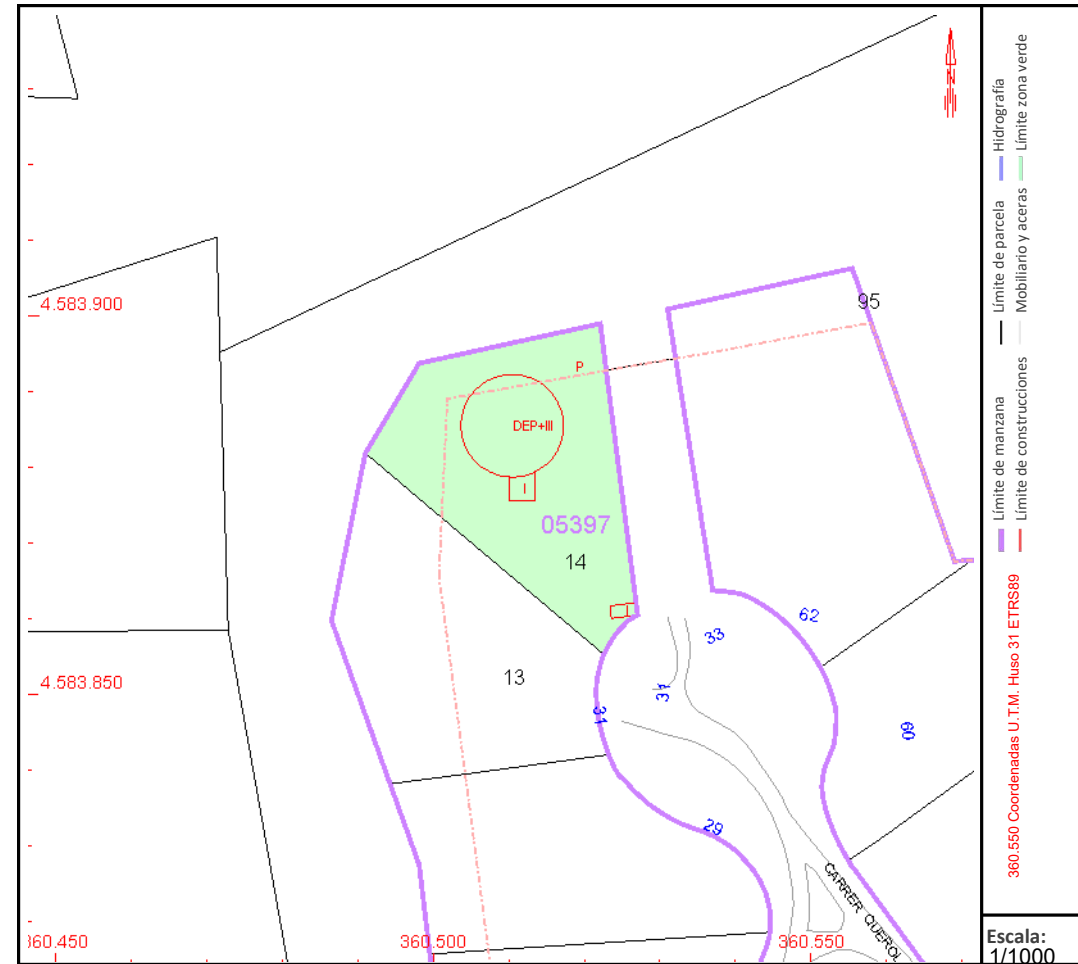 N
95
4.583.900
P
DEP+III
I
05397
14
62
33
13
4.583.850
31
31
60
29
CARRER QUEROL
360.450
360.500
360.550
Límite de manzana
Límite de parcela
Hidrografía
Límite de construcciones
Mobiliario y aceras
Límite zona verde
360.550 Coordenadas U.T.M. Huso 31 ETRS89
Escala:
1/1000